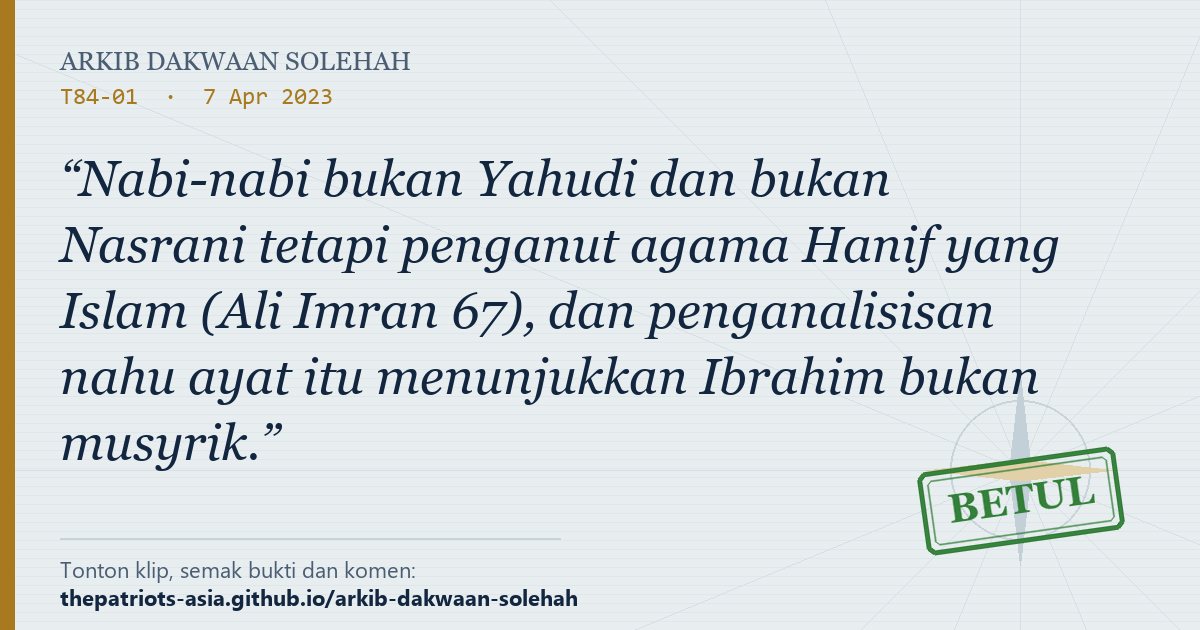 ARKIB DAKWAAN SOLEHAH
T84-01 · 7 Apr 2023
“Nabi-nabi bukan Yahudi dan bukan
Nasrani tetapi penganut agama Hanif yang
Islam (Ali Imran 67), dan penganalisisan
nahu ayat itu menunjukkan Ibrahim bukan
musyrik.”
BETUL
Tonton klip, semak bukti dan komen:
thepatriots-asia.github.io/arkib-dakwaan-solehah